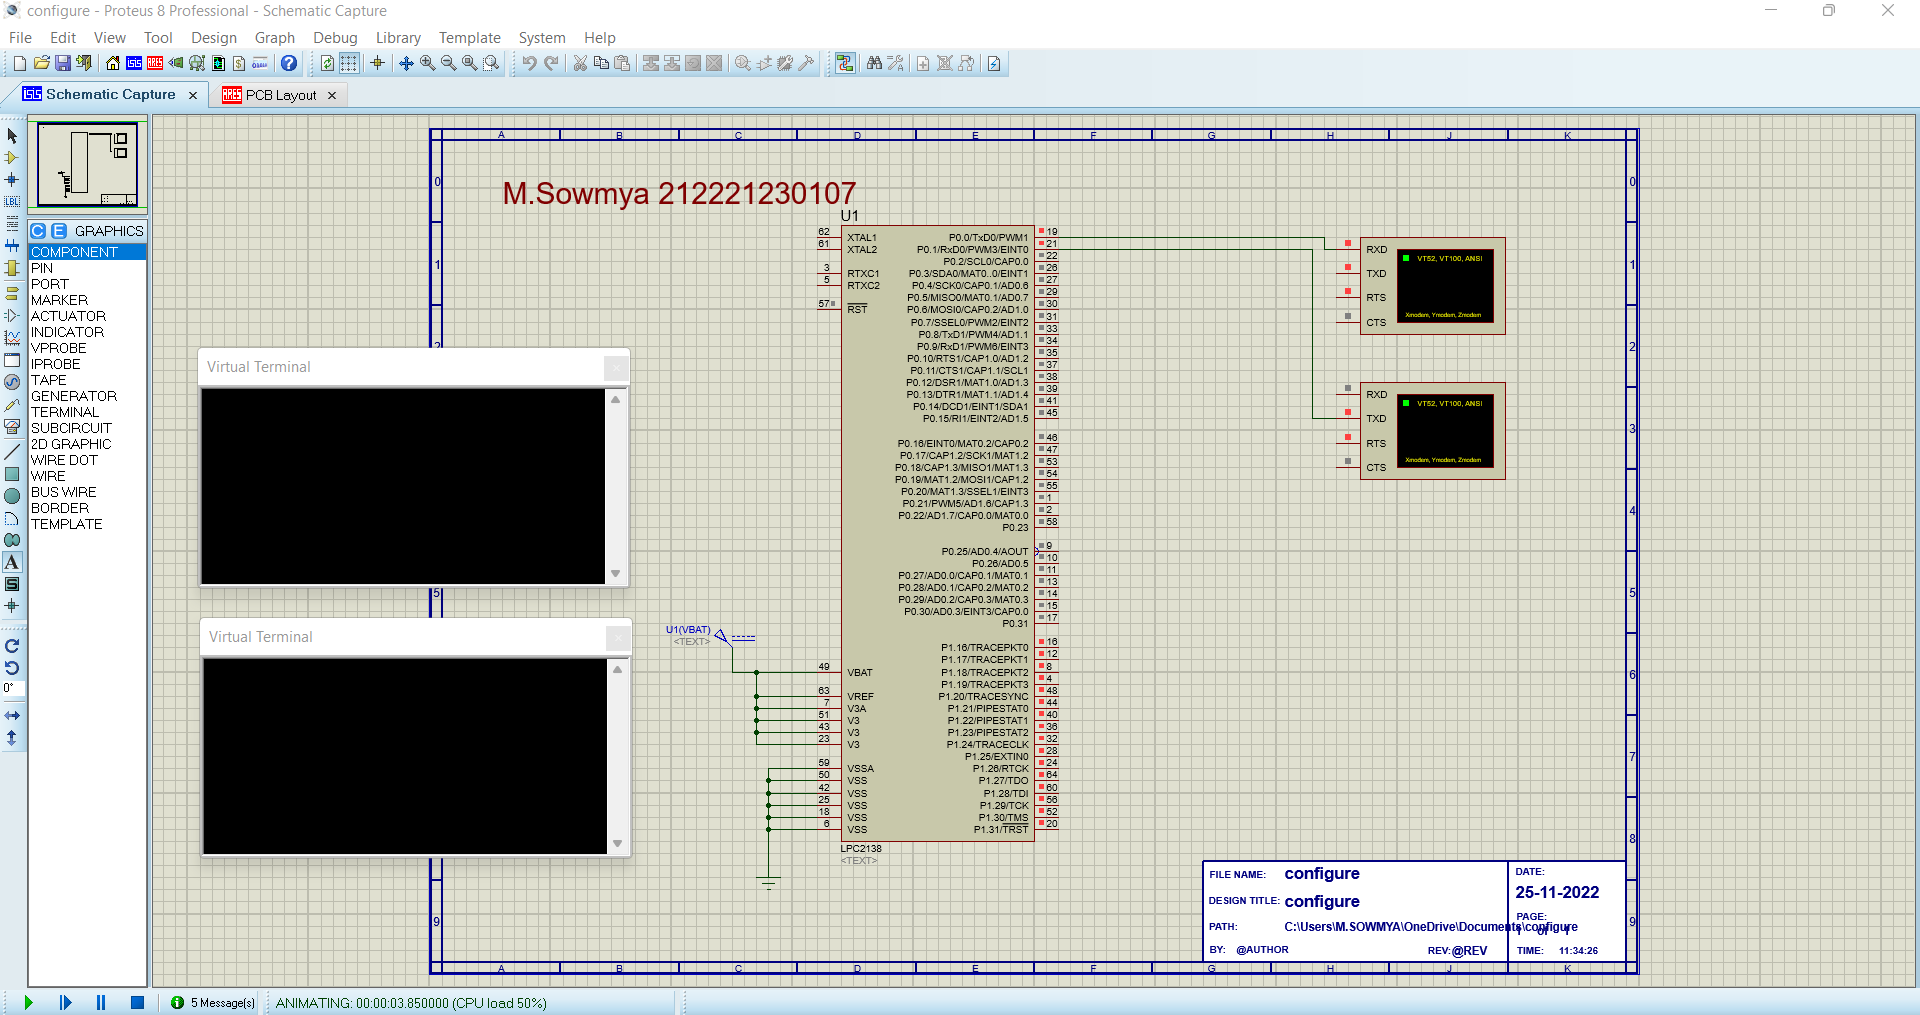 configure - Proteus 8 Professional - Schematic Capture
File Edit View Tool Design Graph Debug Library Template System Help
Schematic Capture
PCB Layout
GRAPHICS
COMPONENT
PIN
PORT
MARKER
ACTUATOR
INDICATOR
VPROBE
IPROBE
TAPE
GENERATOR
TERMINAL
SUBCIRCUIT
2D GRAPHIC
WIRE DOT
WIRE
BUS WIRE
BORDER
TEMPLATE
A B C D E F G H J K
M.Sowmya 212221230107
U1
62 XTAL1
61 XTAL2
3 RTXC1
5 RTXC2
57 RST
P0.0/TxD0/PWM1 19
P0.1/RxD0/PWM3/EINT0 21
P0.2/SCL0/CAP0.0 22
P0.3/SDA0/MAT0..0/EINT1 26
P0.4/SCK0/CAP0.1/AD0.6 27
P0.5/MISO0/MAT0.1/AD0.7 29
P0.6/MOSI0/CAP0.2/AD1.0 30
P0.7/SSEL0/PWM2/EINT2 31
P0.8/TxD1/PWM4/AD1.1 33
P0.9/RxD1/PWM6/EINT3 34
P0.10/RTS1/CAP1.0/AD1.2 35
P0.11/CTS1/CAP1.1/SCL1 37
P0.12/DSR1/MAT1.0/AD1.3 38
P0.13/DTR1/MAT1.1/AD1.4 39
P0.14/DCD1/EINT1/SDA1 41
P0.15/RI1/EINT2/AD1.5 45
P0.16/EINT0/MAT0.2/CAP0.2 46
P0.17/CAP1.2/SCK1/MAT1.2 47
P0.18/CAP1.3/MISO1/MAT1.3 53
P0.19/MAT1.2/MOSI1/CAP1.2 54
P0.20/MAT1.3/SSEL1/EINT3 55
P0.21/PWM5/AD1.6/CAP1.3 1
P0.22/AD1.7/CAP0.0/MAT0.0 2
P0.23 58
P0.25/AD0.4/AOUT 9
P0.26/AD0.5 10
P0.27/AD0.0/CAP0.1/MAT0.1 11
P0.28/AD0.1/CAP0.2/MAT0.2 13
P0.29/AD0.2/CAP0.3/MAT0.3 14
P0.30/AD0.3/EINT3/CAP0.0 15
P0.31 17
P1.16/TRACEPKT0 16
P1.17/TRACEPKT1 12
P1.18/TRACEPKT2 8
P1.19/TRACEPKT3 4
P1.20/TRACESYNC 48
P1.21/PIPESTAT0 44
P1.22/PIPESTAT1 40
P1.23/PIPESTAT2 36
P1.24/TRACECLK 32
P1.25/EXTIN0 28
P1.26/RTCK 24
P1.27/TDO 64
P1.28/TDI 60
P1.29/TCK 56
P1.30/TMS 52
P1.31/TRST 20
U1(VBAT)
<TEXT>
49 VBAT
63 VREF
7 V3A
51 V3
43 V3
23 V3
59 VSSA
50 VSS
42 VSS
25 VSS
18 VSS
6 VSS
LPC2138
<TEXT>
RXD
TXD
RTS
CTS
VT52, VT100, ANSI
Xmodem, Ymodem, Zmodem
RXD
TXD
RTS
CTS
VT52, VT100, ANSI
Xmodem, Ymodem, Zmodem
Virtual Terminal
Virtual Terminal
FILE NAME: configure
DESIGN TITLE: configure
PATH: C:\Users\M.SOWMYA\OneDrive\Documents\configure
BY: @AUTHOR REV:@REV
DATE:
25-11-2022
PAGE:
TIME: 11:34:26
A B C D E F G H J K
5 Message(s)
ANIMATING: 00:00:03.850000 (CPU load 50%)